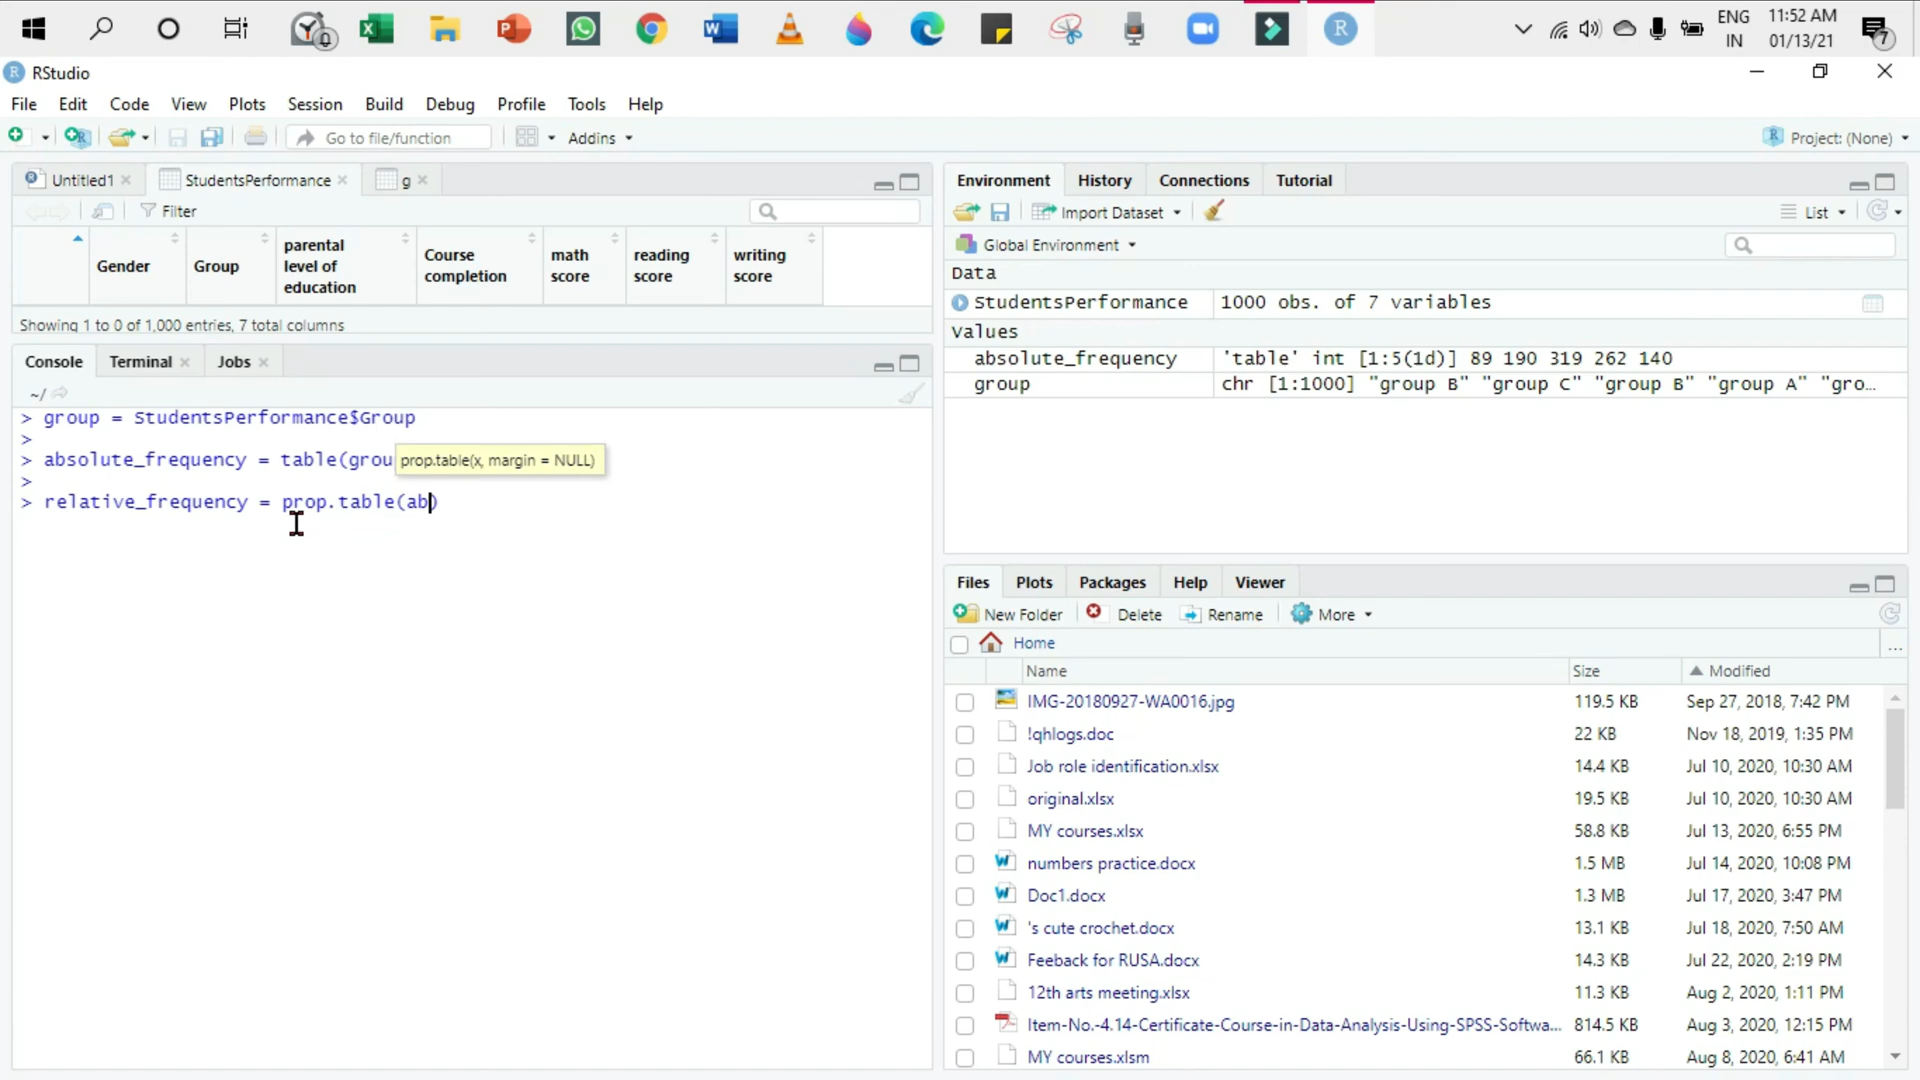 ENG 11:52 AM
IN 01/13/21 7
RStudio
File Edit Code View Plots Session Build Debug Profile Tools Help
Go to file/function Addins Project: (None)
Untitled1 StudentsPerformance g
Filter
Gender Group parental level of education Course completion math score reading score writing score
Showing 1 to 0 of 1,000 entries, 7 total columns
Console Terminal Jobs
~/
> group = StudentsPerformance$Group
>
> absolute_frequency = table(grou prop.table(x, margin = NULL)
>
> relative_frequency = prop.table(ab)
Environment History Connections Tutorial
Import Dataset List
Global Environment
Data
StudentsPerformance 1000 obs. of 7 variables
Values
absolute_frequency 'table' int [1:5(1d)] 89 190 319 262 140
group chr [1:1000] "group B" "group C" "group B" "group A" "gro...
Files Plots Packages Help Viewer
New Folder Delete Rename More
Home ...
Name Size Modified
IMG-20180927-WA0016.jpg 119.5 KB Sep 27, 2018, 7:42 PM
!qhlogs.doc 22 KB Nov 18, 2019, 1:35 PM
Job role identification.xlsx 14.4 KB Jul 10, 2020, 10:30 AM
original.xlsx 19.5 KB Jul 10, 2020, 10:30 AM
MY courses.xlsx 58.8 KB Jul 13, 2020, 6:55 PM
numbers practice.docx 1.5 MB Jul 14, 2020, 10:08 PM
Doc1.docx 1.3 MB Jul 17, 2020, 3:47 PM
's cute crochet.docx 13.1 KB Jul 18, 2020, 7:50 AM
Feeback for RUSA.docx 14.3 KB Jul 22, 2020, 2:19 PM
12th arts meeting.xlsx 11.3 KB Aug 2, 2020, 1:11 PM
Item-No.-4.14-Certificate-Course-in-Data-Analysis-Using-SPSS-Softwa... 814.5 KB Aug 3, 2020, 12:15 PM
MY courses.xlsm 66.1 KB Aug 8, 2020, 6:41 AM